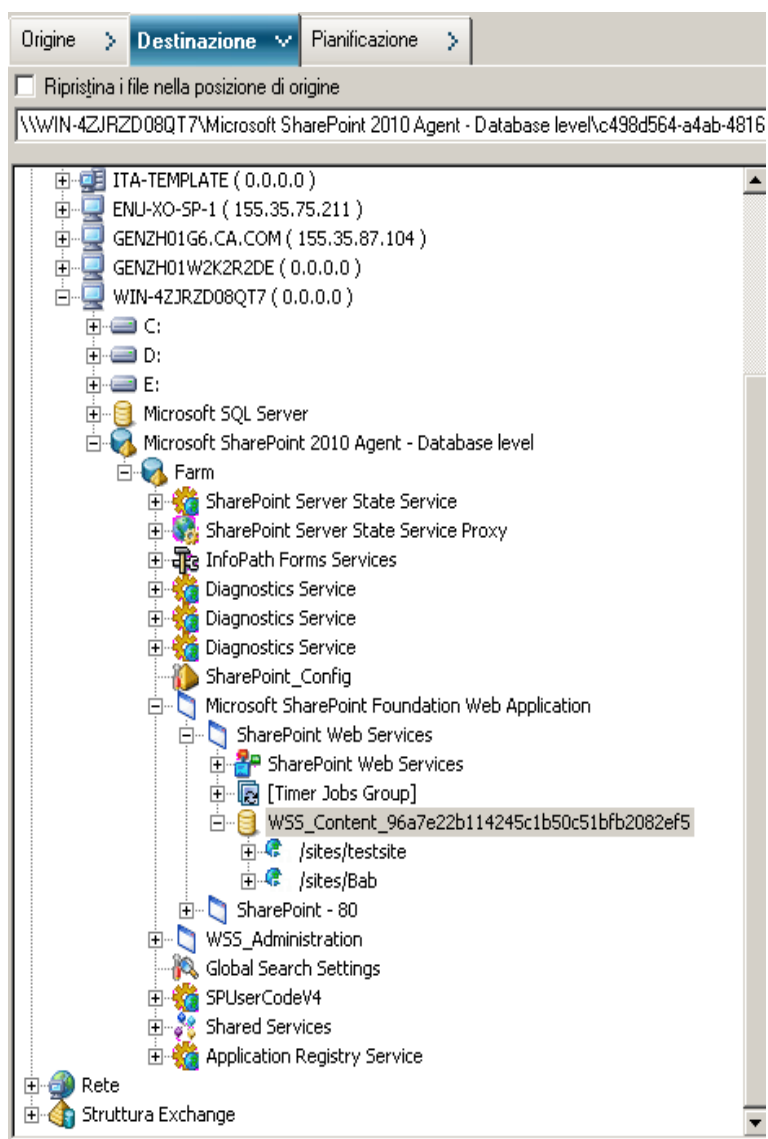 Origine
Destinazione
Pianificazione
Ripristina i file nella posizione di origine
\\WIN-4ZJRZD08QT7\Microsoft SharePoint 2010 Agent - Database level\c498d564-a4ab-4816
ITA-TEMPLATE ( 0.0.0.0 )
ENU-XO-SP-1 ( 155.35.75.211 )
GENZH01G6.CA.COM ( 155.35.87.104 )
GENZH01W2K2R2DE ( 0.0.0.0 )
WIN-4ZJRZD08QT7 ( 0.0.0.0 )
C:
D:
E:
Microsoft SQL Server
Microsoft SharePoint 2010 Agent - Database level
Farm
SharePoint Server State Service
SharePoint Server State Service Proxy
InfoPath Forms Services
Diagnostics Service
Diagnostics Service
Diagnostics Service
SharePoint_Config
Microsoft SharePoint Foundation Web Application
SharePoint Web Services
SharePoint Web Services
[Timer Jobs Group]
WSS_Content_96a7e22b114245c1b50c51bfb2082ef5
/sites/testsite
/sites/Bab
SharePoint - 80
WSS_Administration
Global Search Settings
SPUserCodeV4
Shared Services
Application Registry Service
Rete
Struttura Exchange